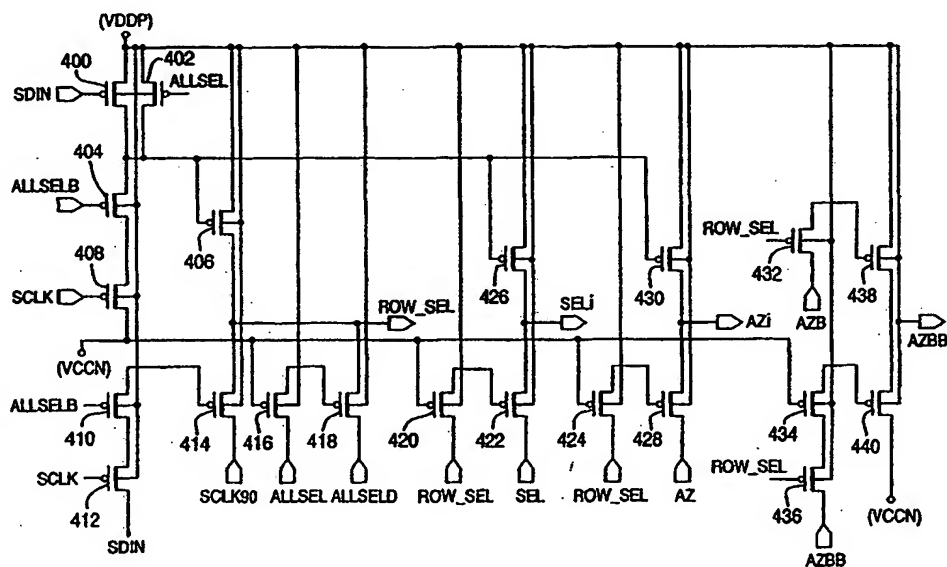 (VDDP)
400
402
SDIN
ALLSEL
404
ALLSELB
406
408
SCLK
ROW_SEL
426
SELi
430
AZi
ROW_SEL
432
AZB
438
AZBB
(VCCN)
ALLSELB
410
414
416
418
420
422
424
428
434
440
SCLK
412
SDIN
SCLK90
ALLSEL
ALLSELD
ROW_SEL
SEL
ROW_SEL
AZ
ROW_SEL
436
AZBB
(VCCN)